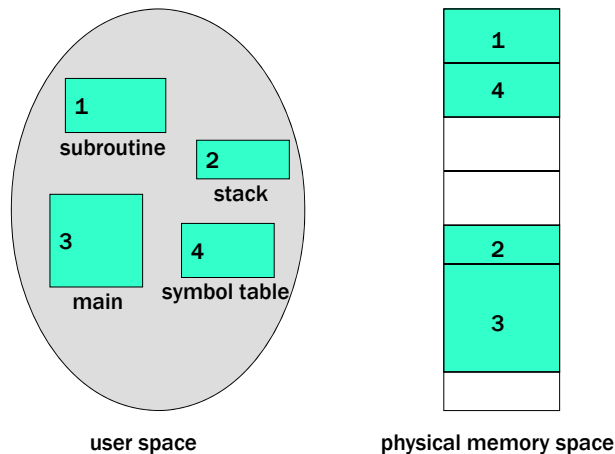 1
subroutine
2
stack
3
main
4
symbol table
user space
1
4
2
3
physical memory space